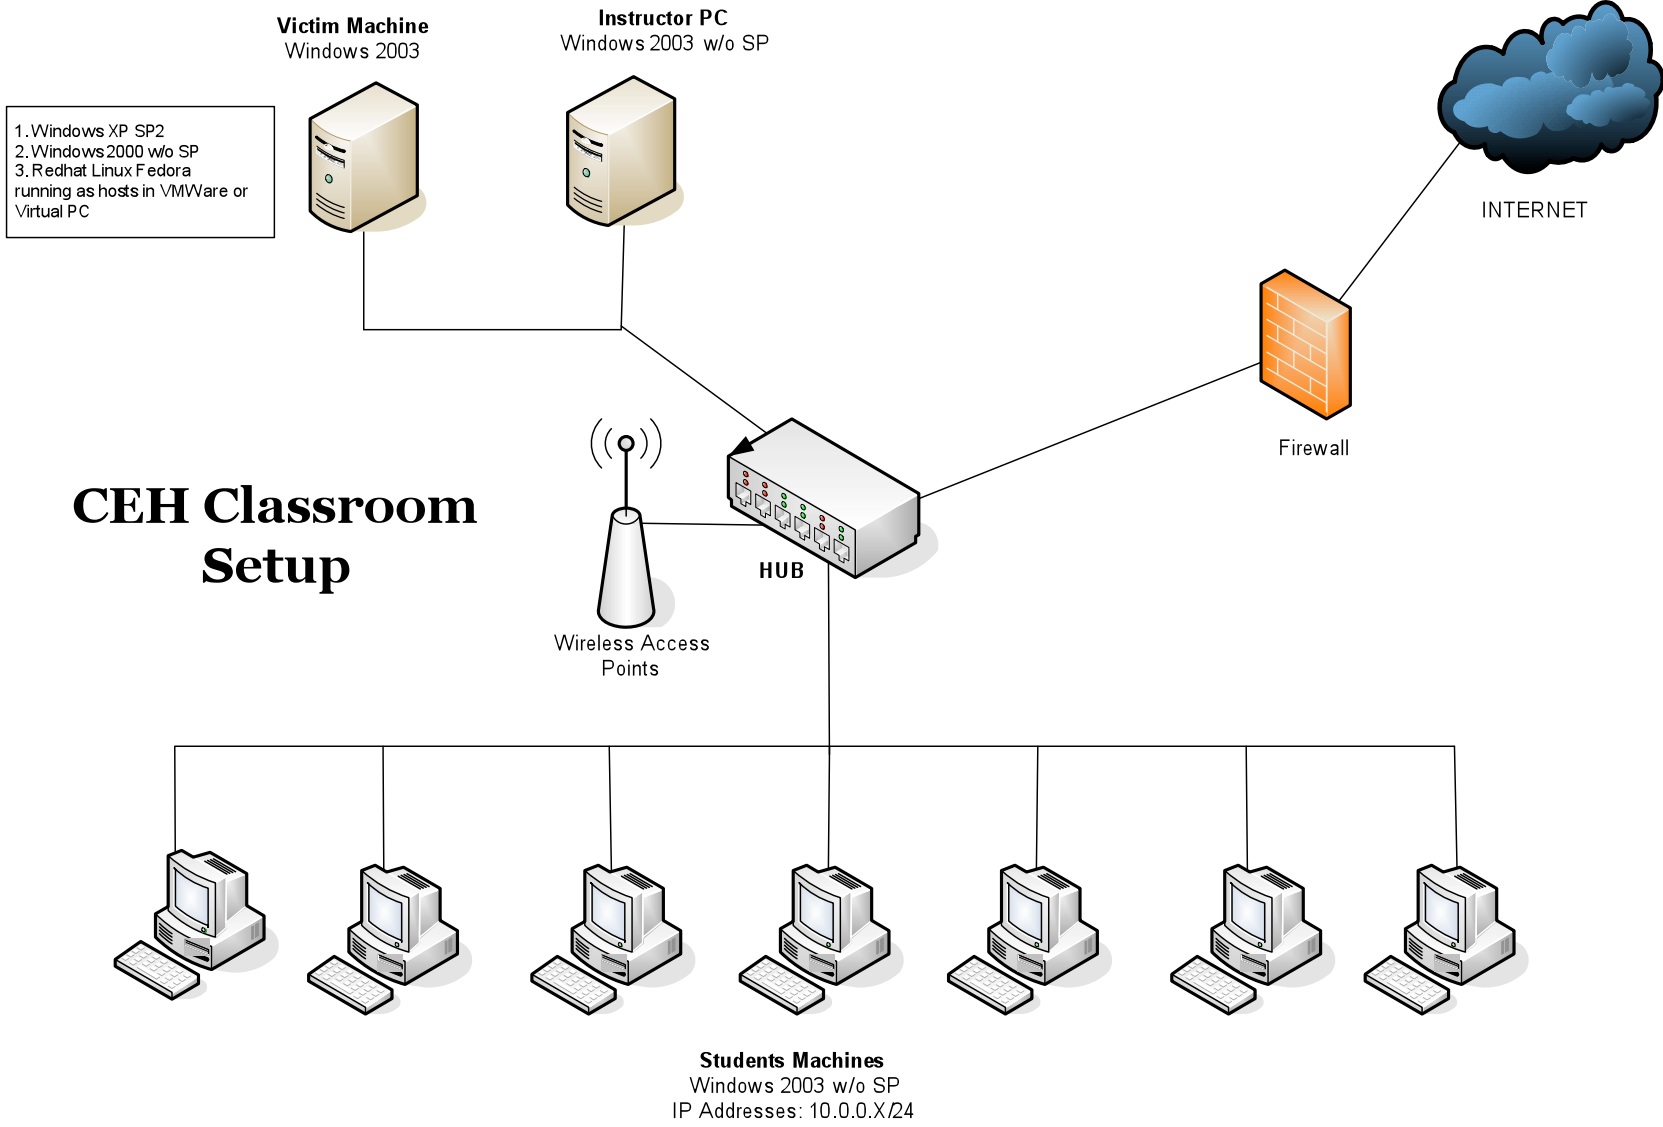 Victim Machine
Windows 2003
Instructor PC
Windows 2003 w/o SP
1. Windows XP SP2
2. Windows 2000 w/o SP
3. Redhat Linux Fedora
running as hosts in VMWare or
Virtual PC
INTERNET
Firewall
CEH Classroom
Setup
HUB
Wireless Access
Points
Students Machines
Windows 2003 w/o SP
IP Addresses: 10.0.0.X/24